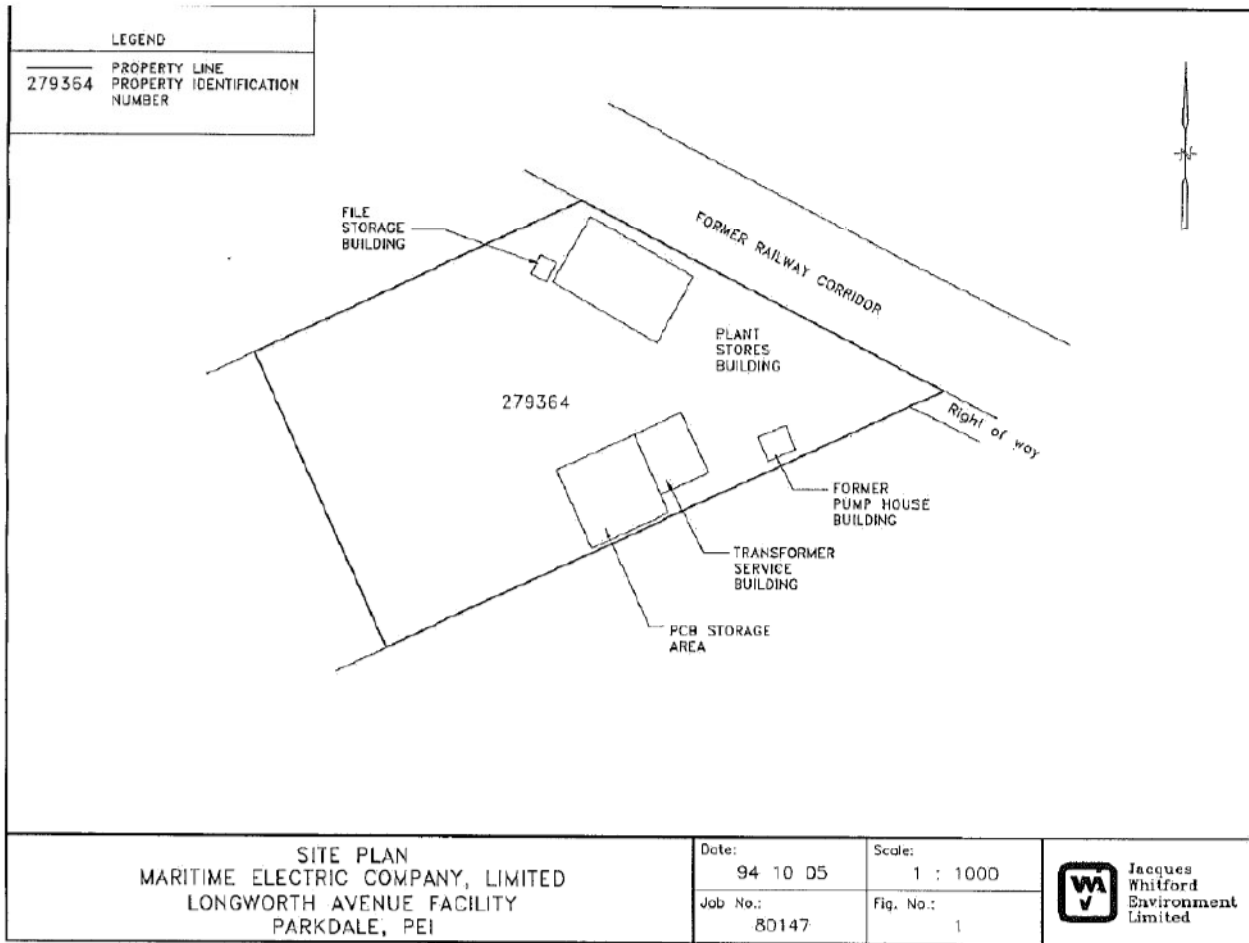 LEGEND
PROPERTY LINE
279364 PROPERTY IDENTIFICATION
NUMBER
N
FILE
STORAGE
BUILDING
FORMER RAILWAY CORRIDOR
PLANT
STORES
BUILDING
279364
Right of way
FORMER
PUMP HOUSE
BUILDING
TRANSFORMER
SERVICE
BUILDING
PCB STORAGE
AREA
SITE PLAN
MARITIME ELECTRIC COMPANY, LIMITED
LONGWORTH AVENUE FACILITY
PARKDALE, PEI
Date:
94 10 05
Scale:
1 : 1000
Job No.:
80147
Fig. No.:
1
Jacques
Whitford
Environment
Limited